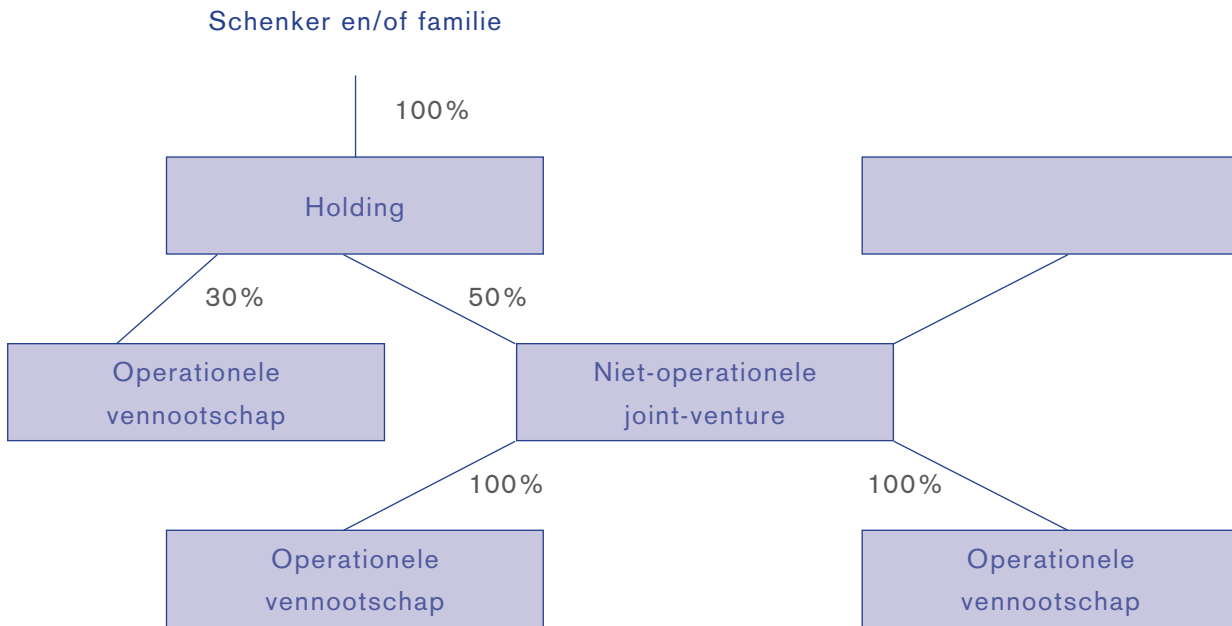 Schenker en/of familie
100%
Holding
30%
50%
Operationele
vennootschap
Niet-operationele
joint-venture
100%
100%
Operationele
vennootschap
Operationele
vennootschap